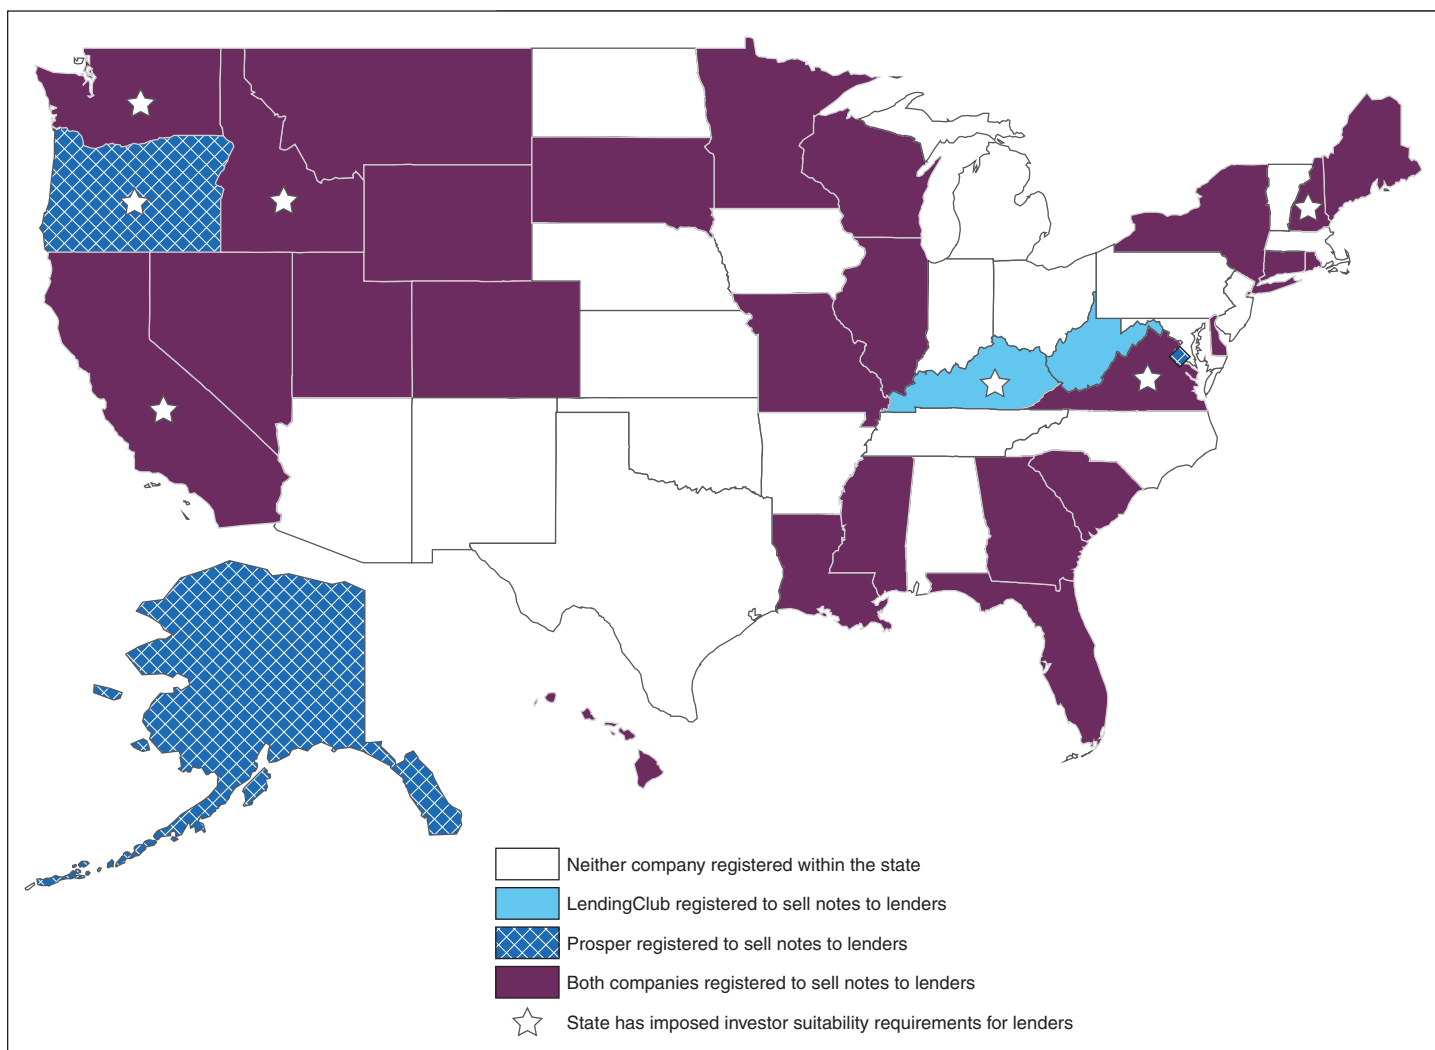 Neither company registered within the state
LendingClub registered to sell notes to lenders
Prosper registered to sell notes to lenders
Both companies registered to sell notes to lenders
State has imposed investor suitability requirements for lenders